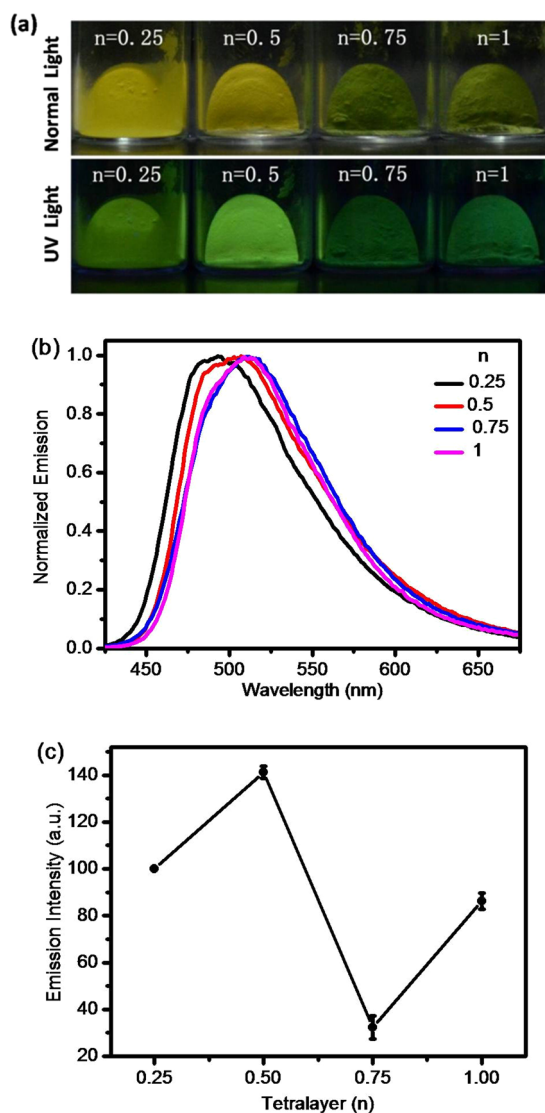 (a)
Normal Light
n=0.25 n=0.5 n=0.75 n=1
UV Light
n=0.25 n=0.5 n=0.75 n=1
(b)
Normalized Emission
1.0
0.8
0.6
0.4
0.2
0.0
n
0.25
0.5
0.75
1
450 500 550 600 650
Wavelength (nm)
(c)
Emission Intensity (a.u.)
140
120
100
80
60
40
20
0.25 0.50 0.75 1.00
Tetralayer (n)